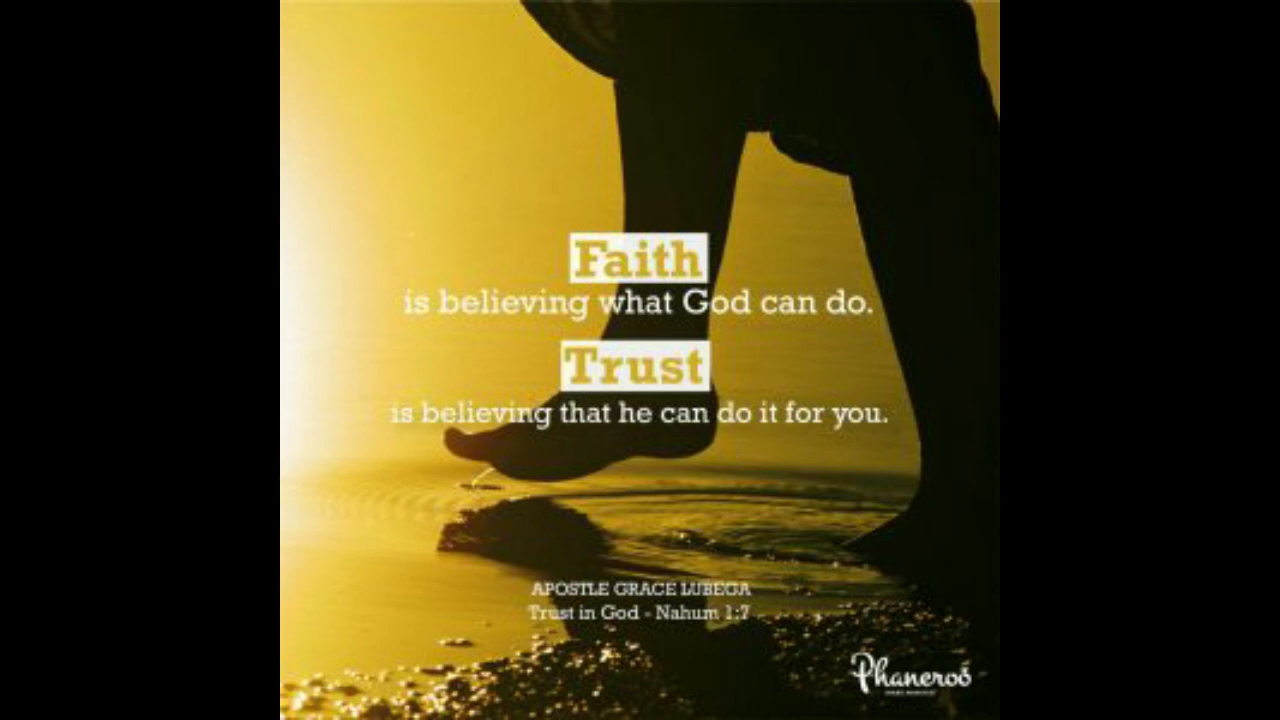 Faith
is believing what God can do.
Trust
is believing that he can do it for you.
APOSTLE GRACE LUBEGA
Trust in God - Nahum 1:7
Phaneroó